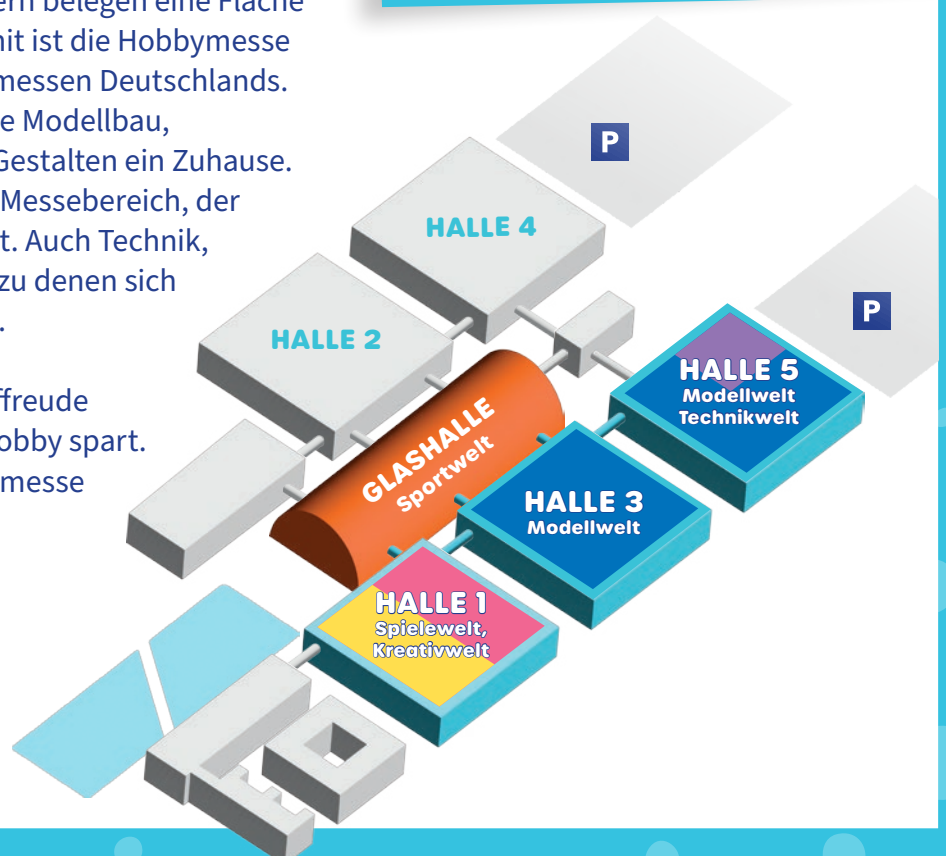 ern belegen eine Fläche
mit ist die Hobbymesse
messen Deutschlands.
e Modellbau,
Gestalten ein Zuhause.
Messebereich, der
t. Auch Technik,
zu denen sich
.
ffreude
obby spart.
messe
P
HALLE 4
P
HALLE 2
HALLE 5
Modellwelt
Technikwelt
GLASHALLE
Sportwelt
HALLE 3
Modellwelt
HALLE 1
Spielewelt,
Kreativwelt